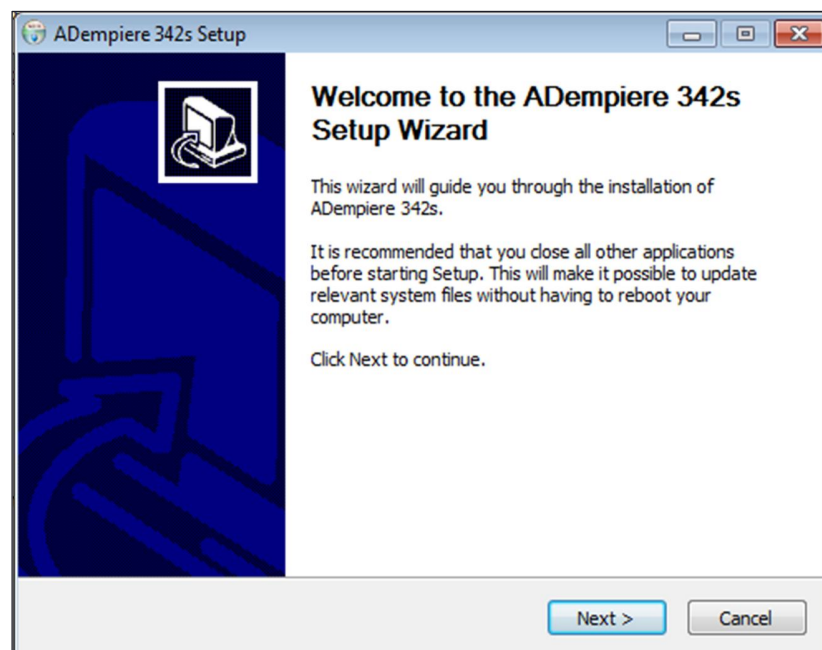 ADempiere 342s Setup
Welcome to the ADempiere 342s
Setup Wizard
This wizard will guide you through the installation of
ADempiere 342s.
It is recommended that you close all other applications
before starting Setup. This will make it possible to update
relevant system files without having to reboot your
computer.
Click Next to continue.
Next >
Cancel